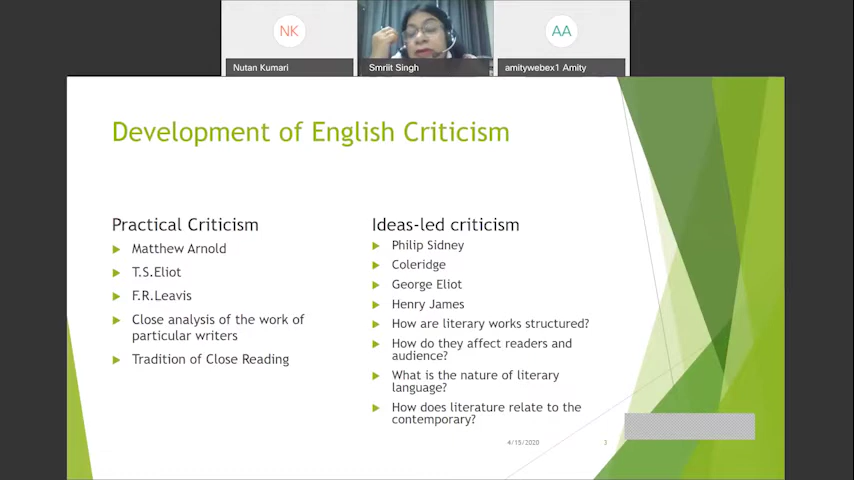 NK
AA
Nutan Kumari
Smriit Singh
amitywebex1 Amity
Development of English Criticism
Practical Criticism
Matthew Arnold
T.S.Eliot
F.R.Leavis
Close analysis of the work of
particular writers
Tradition of Close Reading
Ideas-led criticism
Philip Sidney
Coleridge
George Eliot
Henry James
How are literary works structured?
How do they affect readers and
audience?
What is the nature of literary
language?
How does literature relate to the
contemporary?
4/15/2020
3